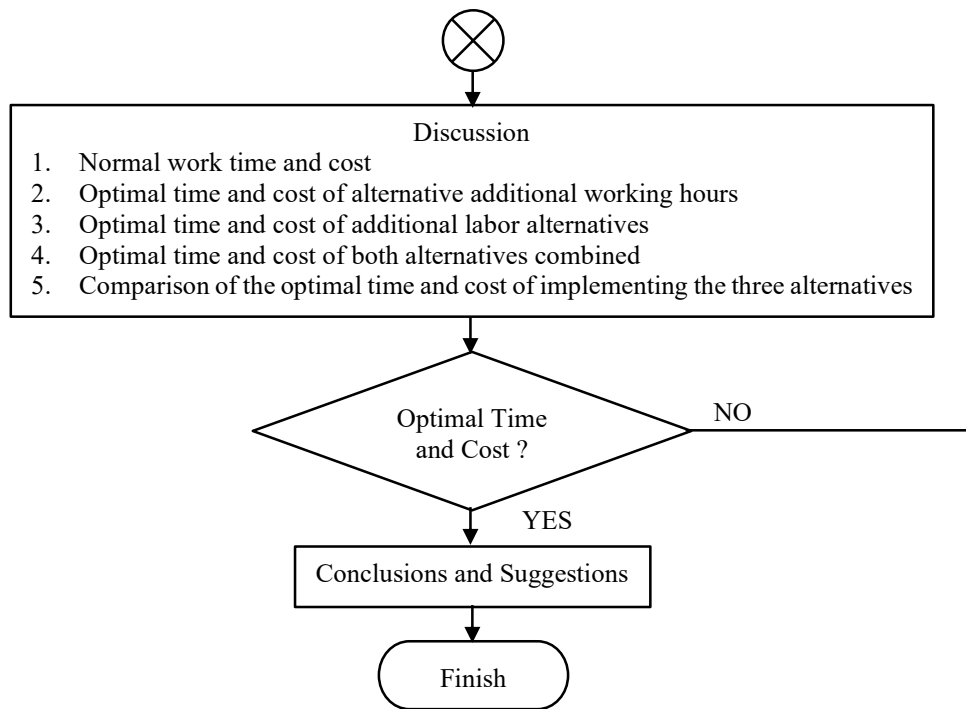 Discussion
1. Normal work time and cost
2. Optimal time and cost of alternative additional working hours
3. Optimal time and cost of additional labor alternatives
4. Optimal time and cost of both alternatives combined
5. Comparison of the optimal time and cost of implementing the three alternatives
Optimal Time
and Cost ?
NO
YES
Conclusions and Suggestions
Finish